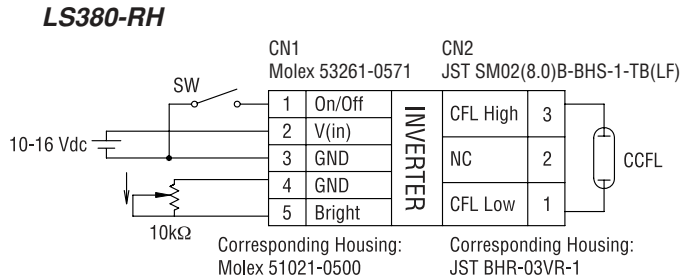 LS380-RH
CN1
Molex 53261-0571
CN2
JST SM02(8.0)B-BHS-1-TB(LF)
SW
10-16 Vdc
10kΩ
1 On/Off
2 V(in)
3 GND
4 GND
5 Bright
INVERTER
CFL High 3
NC 2
CFL Low 1
CCFL
Corresponding Housing:
Molex 51021-0500
Corresponding Housing:
JST BHR-03VR-1